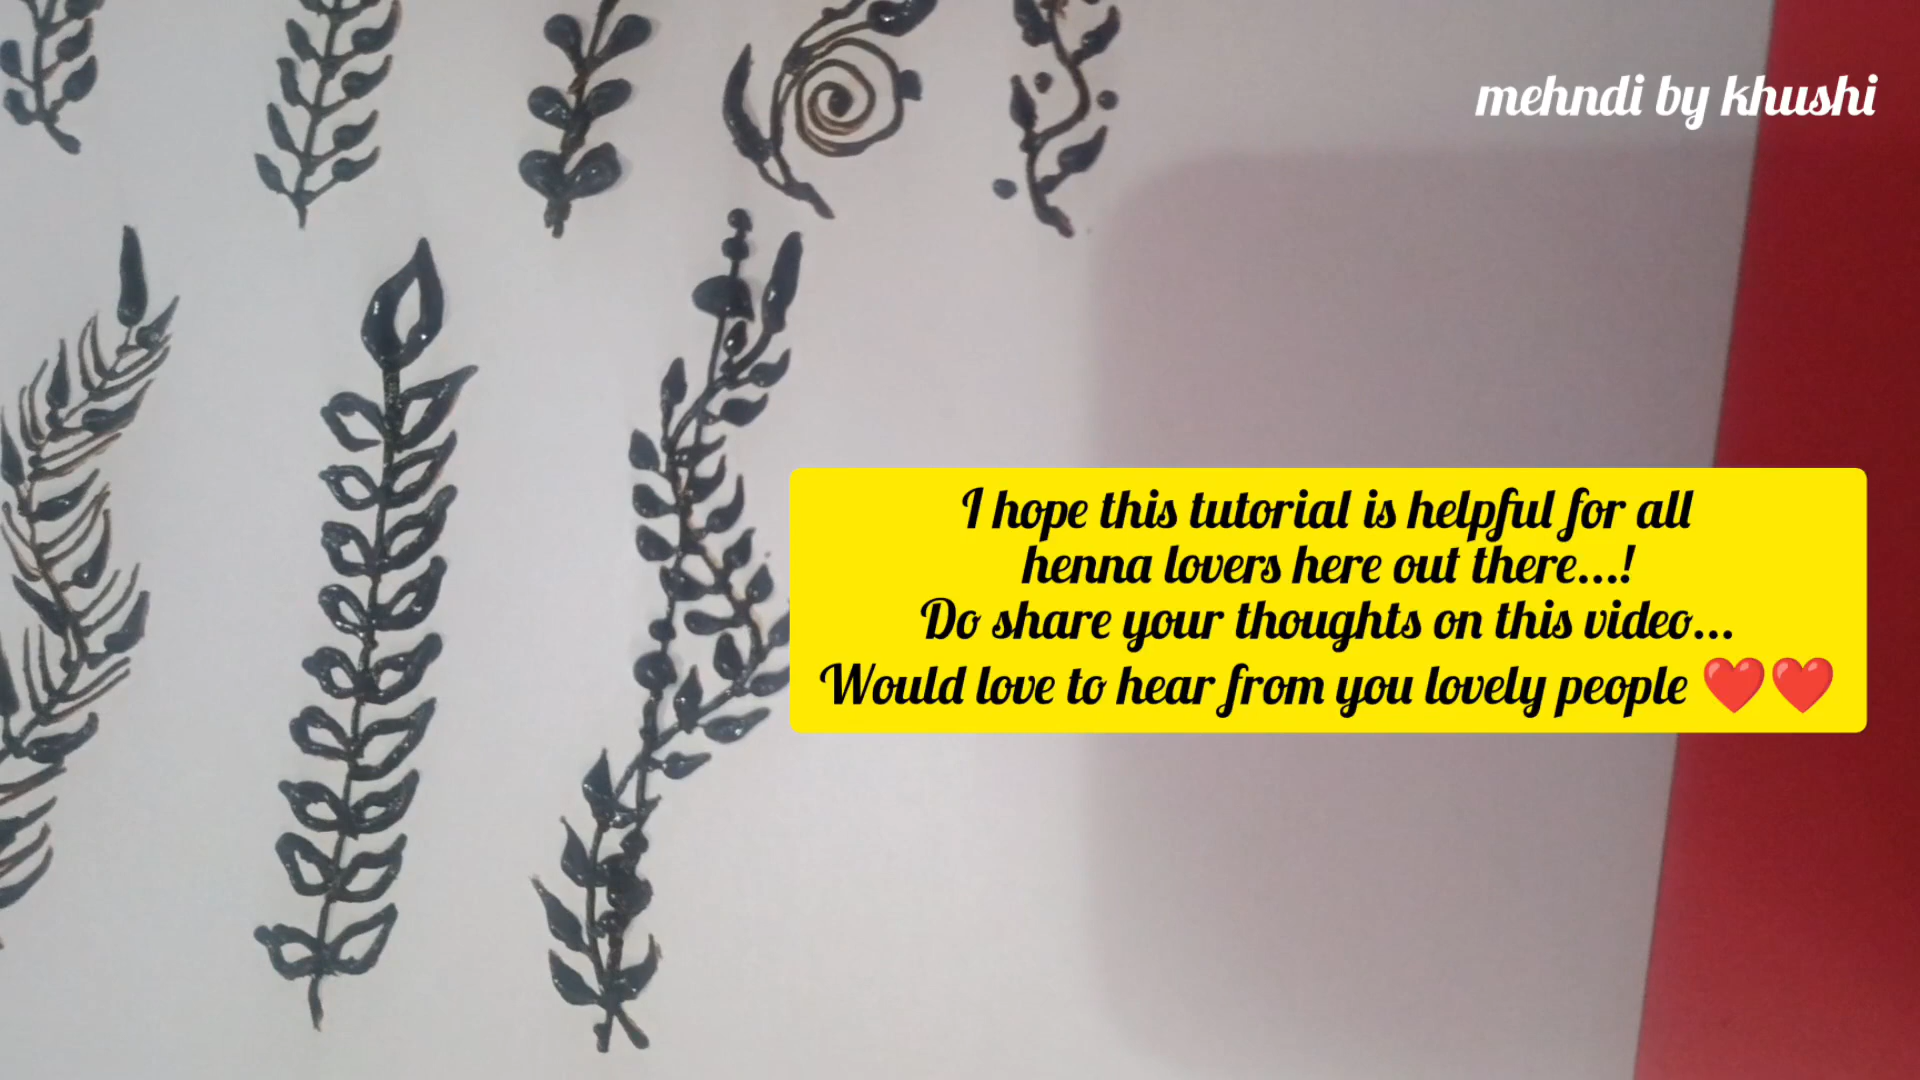 mehndi by khushi
I hope this tutorial is helpful for all
henna lovers here out there...!
Do share your thoughts on this video...
Would love to hear from you lovely people ❤️❤️